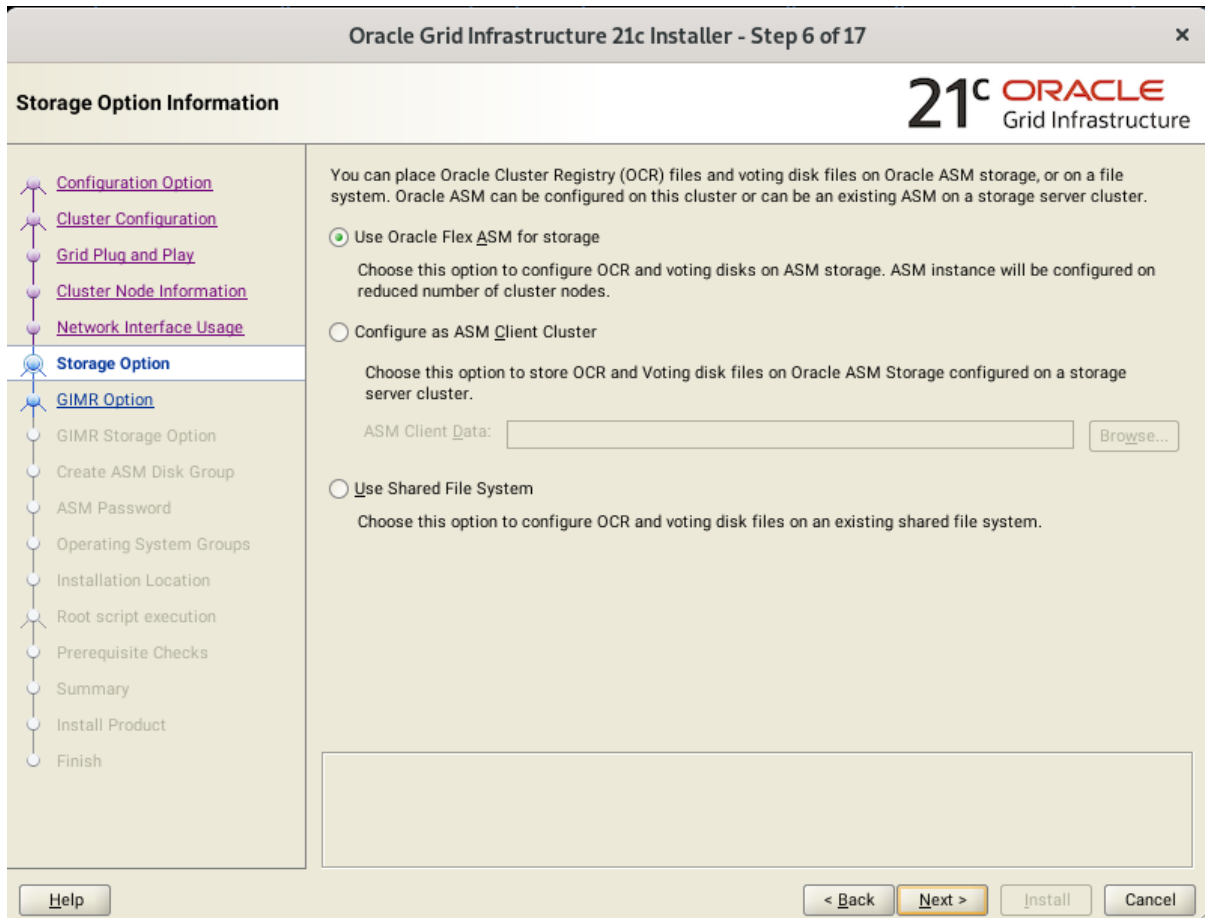 Oracle Grid Infrastructure 21c Installer - Step 6 of 17
Storage Option Information
21c ORACLE
Grid Infrastructure
Configuration Option
Cluster Configuration
Grid Plug and Play
Cluster Node Information
Network Interface Usage
Storage Option
GIMR Option
GIMR Storage Option
Create ASM Disk Group
ASM Password
Operating System Groups
Installation Location
Root script execution
Prerequisite Checks
Summary
Install Product
Finish
You can place Oracle Cluster Registry (OCR) files and voting disk files on Oracle ASM storage, or on a file
system. Oracle ASM can be configured on this cluster or can be an existing ASM on a storage server cluster.
Use Oracle Flex ASM for storage
Choose this option to configure OCR and voting disks on ASM storage. ASM instance will be configured on
reduced number of cluster nodes.
Configure as ASM Client Cluster
Choose this option to store OCR and Voting disk files on Oracle ASM Storage configured on a storage
server cluster.
ASM Client Data:
Browse...
Use Shared File System
Choose this option to configure OCR and voting disk files on an existing shared file system.
Help
< Back
Next >
Install
Cancel